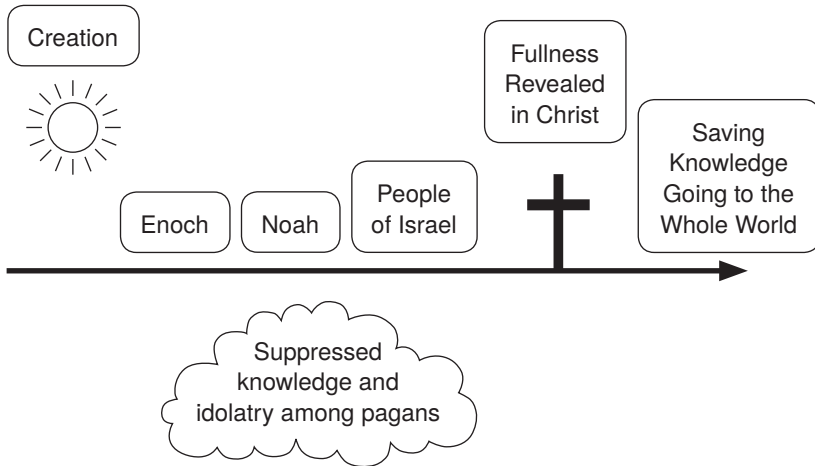 Creation
Enoch
Noah
People
of Israel
Fullness
Revealed
in Christ
Saving
Knowledge
Going to the
Whole World
Suppressed
knowledge and
idolatry among pagans